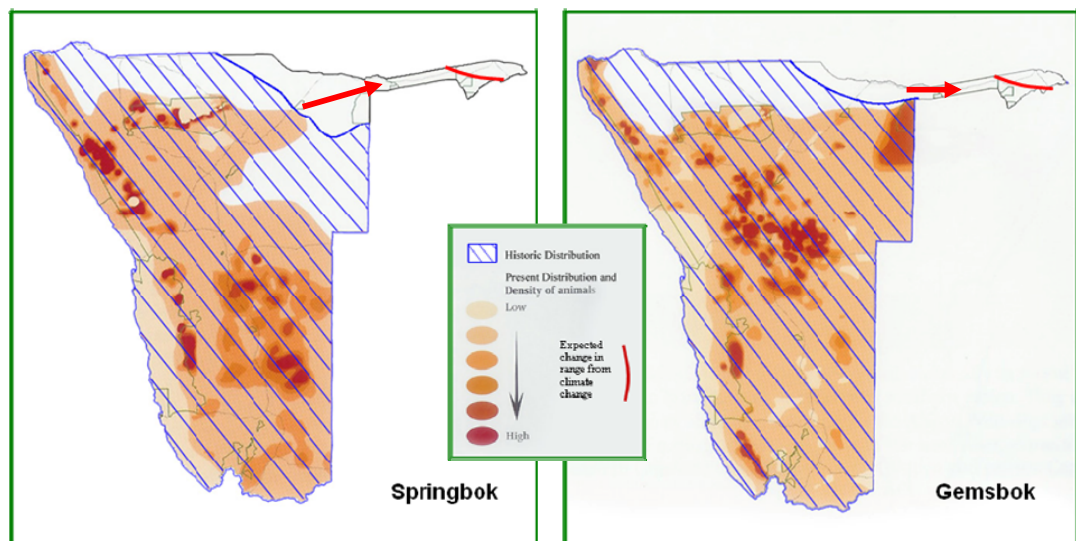 Historic Distribution
Present Distribution and
Density of animals
Low
High
Expected
change in
range from
climate
change
Springbok
Gemsbok